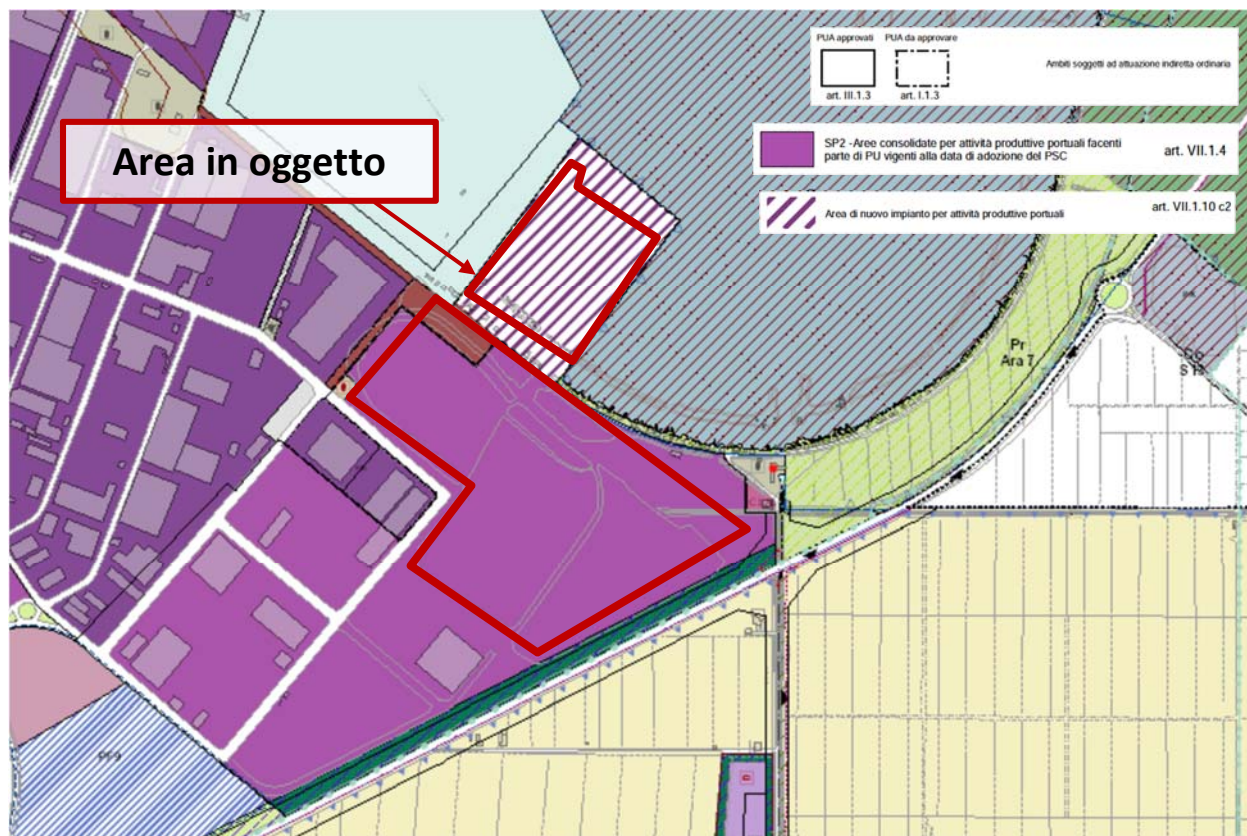 PUA approvati
PUA da approvare
Ambiti soggetti ad attuazione indiretta ordinaria
art. III.1.3
art. I.1.3
Area in oggetto
SP2 -Aree consolidate per attività produttive portuali facenti
parte di PU vigenti alla data di adozione del PSC
art. VII.1.4
Area di nuovo impianto per attività produttive portuali
art. VII.1.10 c2
Pr
Ara 7